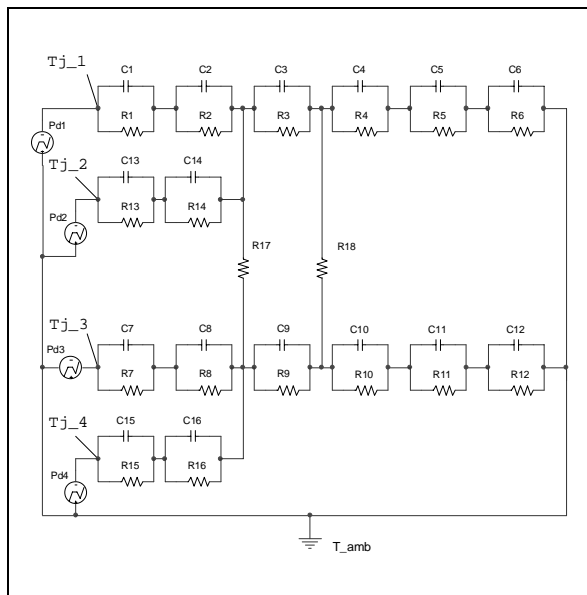 Tj_1
C1 C2 C3 C4 C5 C6
R1 R2 R3 R4 R5 R6
Pd1
Tj_2
C13 C14
R13 R14
Pd2
R17 R18
Tj_3
C7 C8 C9 C10 C11 C12
Pd3
R7 R8 R9 R10 R11 R12
Tj_4
C15 C16
R15 R16
Pd4
T_amb